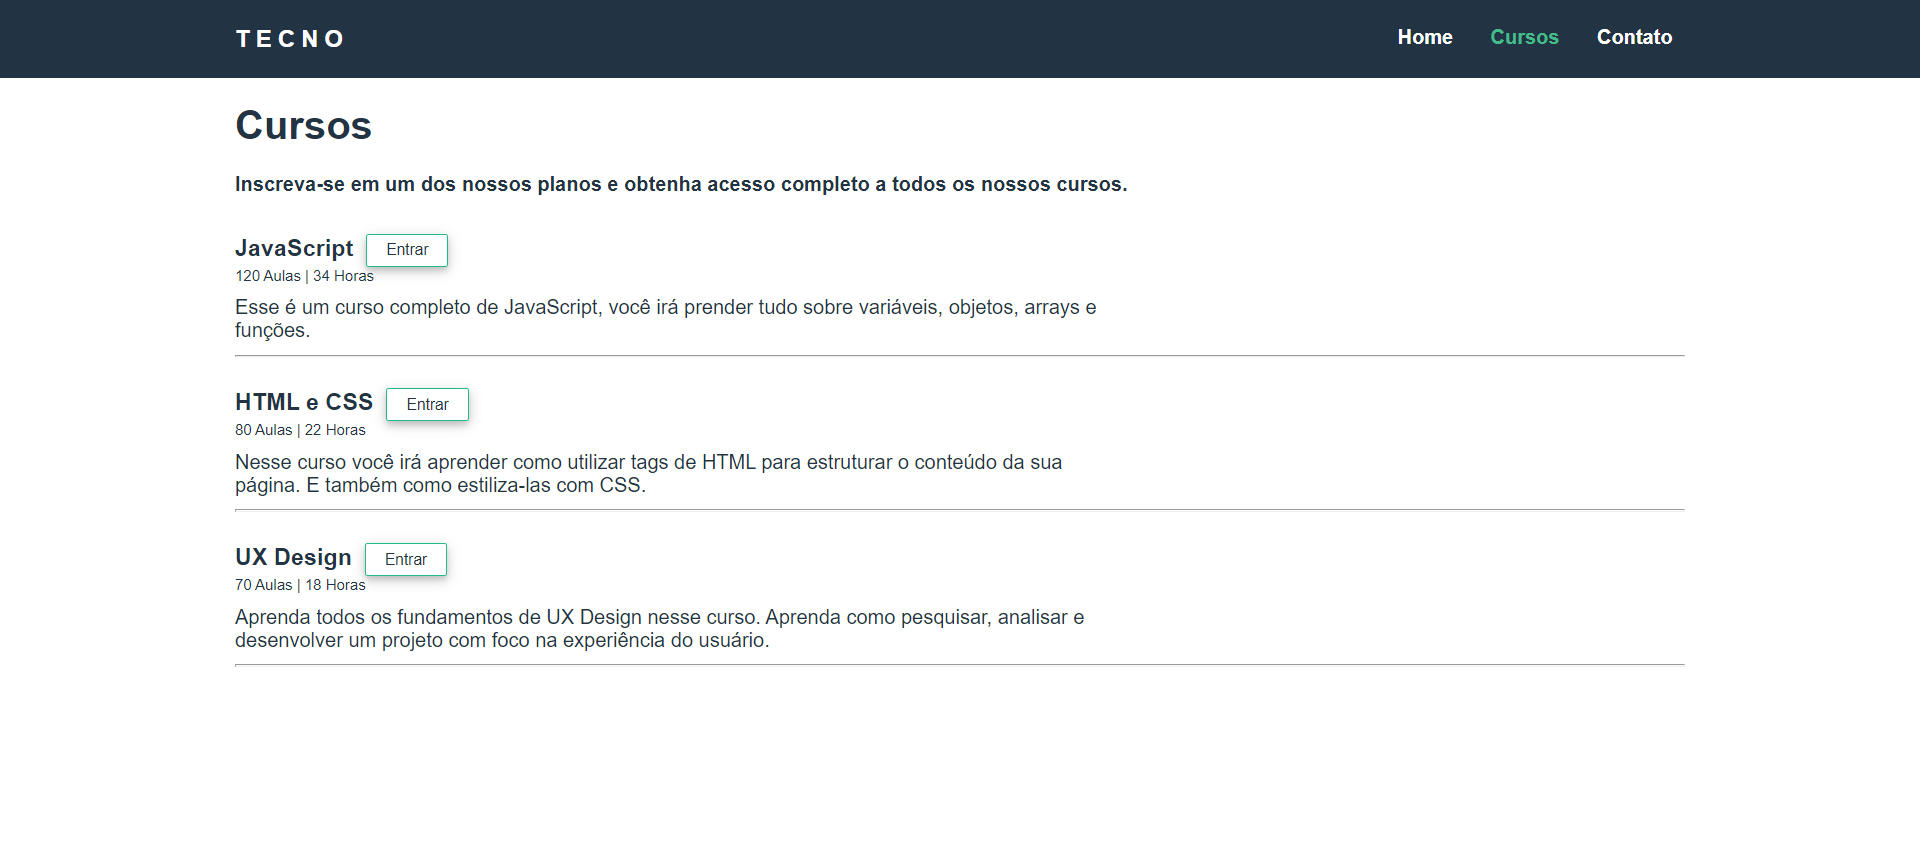 TECNO
Home Cursos Contato
Cursos
Inscreva-se em um dos nossos planos e obtenha acesso completo a todos os nossos cursos.
JavaScript Entrar
120 Aulas | 34 Horas
Esse é um curso completo de JavaScript, você irá prender tudo sobre variáveis, objetos, arrays e
funções.
HTML e CSS Entrar
80 Aulas | 22 Horas
Nesse curso você irá aprender como utilizar tags de HTML para estruturar o conteúdo da sua
página. E também como estiliza-las com CSS.
UX Design Entrar
70 Aulas | 18 Horas
Aprenda todos os fundamentos de UX Design nesse curso. Aprenda como pesquisar, analisar e
desenvolver um projeto com foco na experiência do usuário.